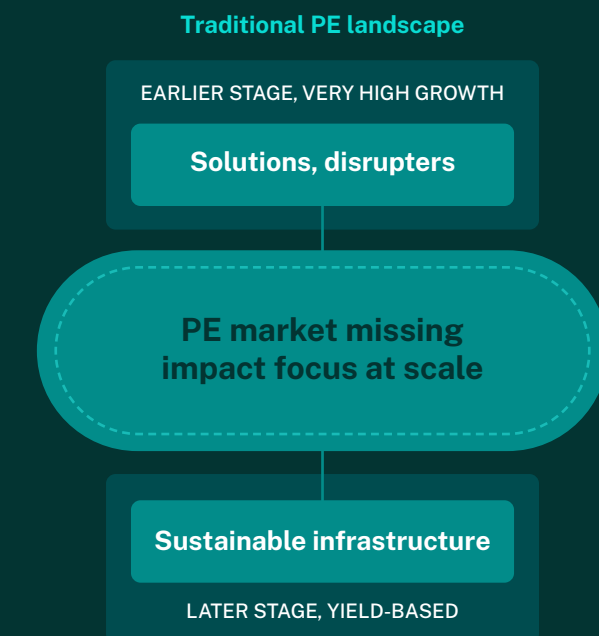 Traditional PE landscape
EARLIER STAGE, VERY HIGH GROWTH
Solutions, disrupters
PE market missing
impact focus at scale
Sustainable infrastructure
LATER STAGE, YIELD-BASED